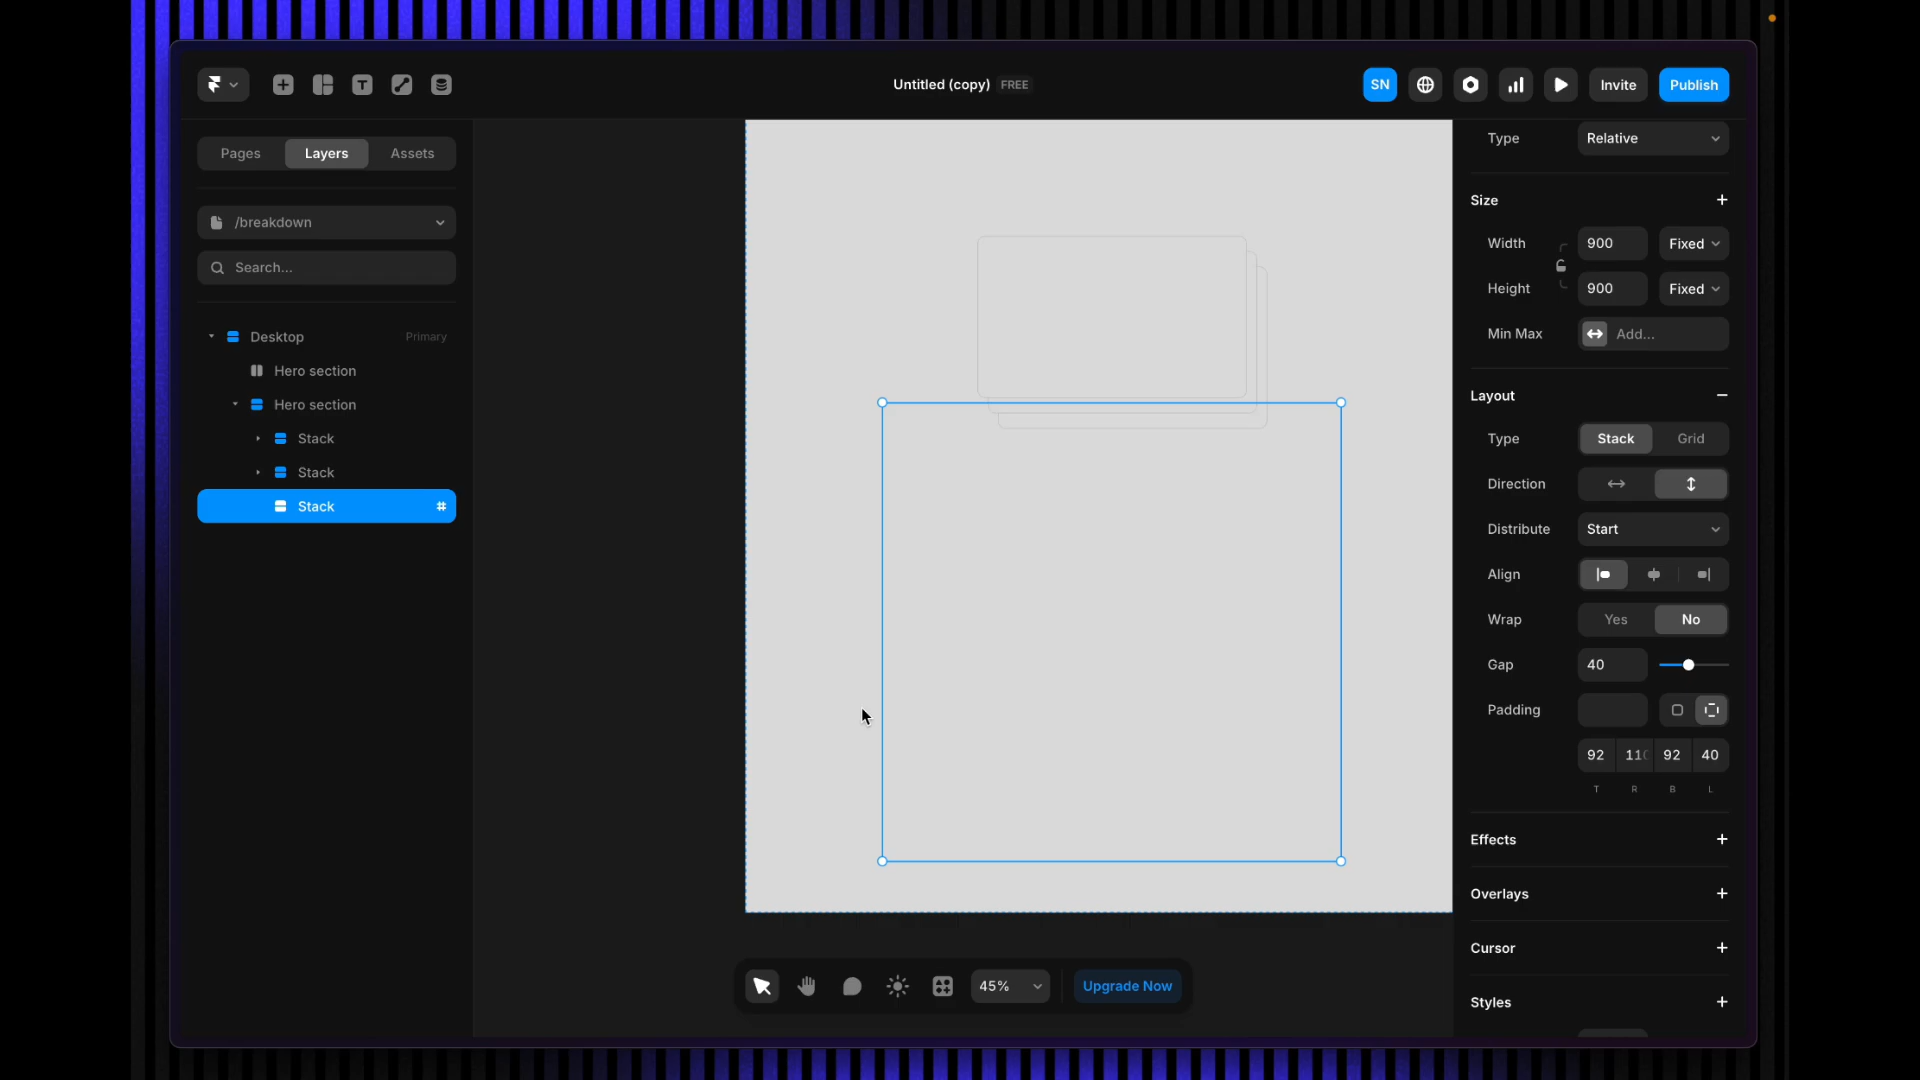 Untitled (copy) FREE
SN
Invite
Publish
Pages
Layers
Assets
/breakdown
Search...
Desktop
Primary
Hero section
Hero section
Stack
Stack
Stack
Type
Relative
Size
Width
900
Fixed
Height
900
Fixed
Min Max
Add...
Layout
Type
Stack
Grid
Direction
Distribute
Start
Align
Wrap
Yes
No
Gap
40
Padding
92
110
92
40
T
R
B
L
Effects
Overlays
Cursor
Styles
45%
Upgrade Now